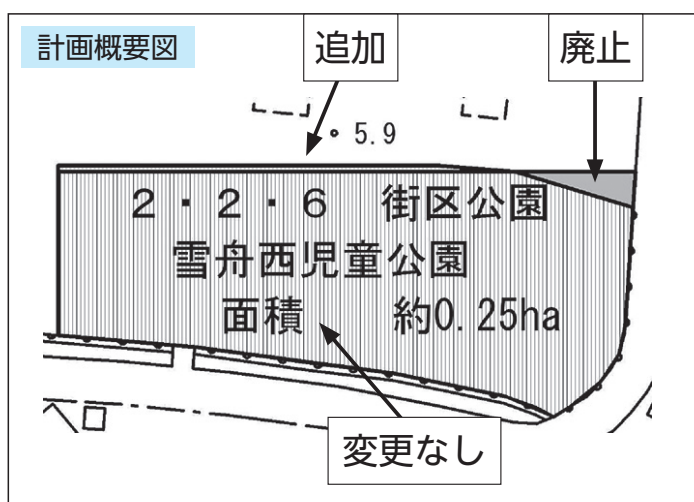 計画概要図
追加
廃止
5.9
2・2・6 街区公園
雪舟西児童公園
面積 約0.25ha
変更なし